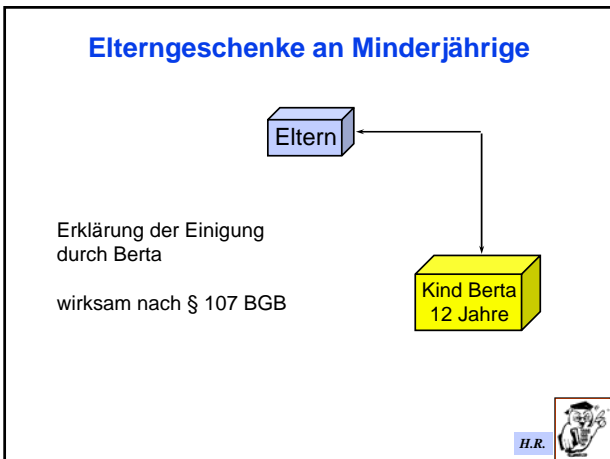 Elterngeschenke an Minderjährige
Eltern
Erklärung der Einigung
durch Berta
wirksam nach § 107 BGB
Kind Berta
12 Jahre
H.R.